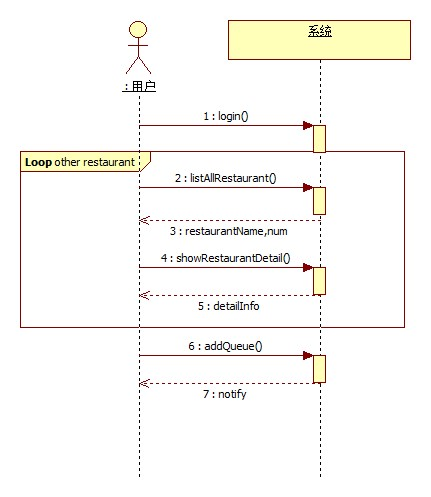 系统
: 用户
1 : login()
Loop other restaurant
2 : listAllRestaurant()
3 : restaurantName,num
4 : showRestaurantDetail()
5 : detailInfo
6 : addQueue()
7 : notify